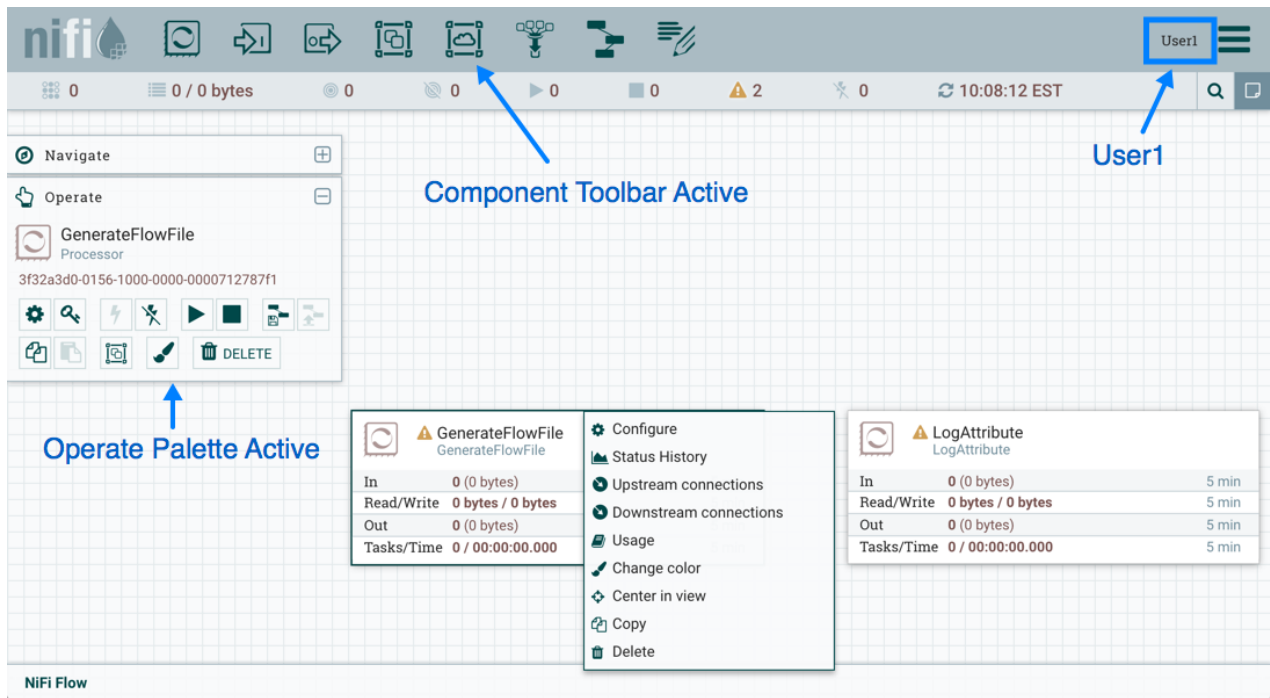 nifi
User1
0
0 / 0 bytes
0
0
0
0
2
0
10:08:12 EST
User1
Navigate
Component Toolbar Active
Operate
GenerateFlowFile
Processor
3f32a3d0-0156-1000-0000-0000712787f1
DELETE
Operate Palette Active
GenerateFlowFile
GenerateFlowFile
In 0 (0 bytes)
Read/Write 0 bytes / 0 bytes
Out 0 (0 bytes)
Tasks/Time 0 / 00:00:00.000
Configure
Status History
Upstream connections
Downstream connections
Usage
Change color
Center in view
Copy
Delete
LogAttribute
LogAttribute
In 0 (0 bytes) 5 min
Read/Write 0 bytes / 0 bytes 5 min
Out 0 (0 bytes) 5 min
Tasks/Time 0 / 00:00:00.000 5 min
NiFi Flow